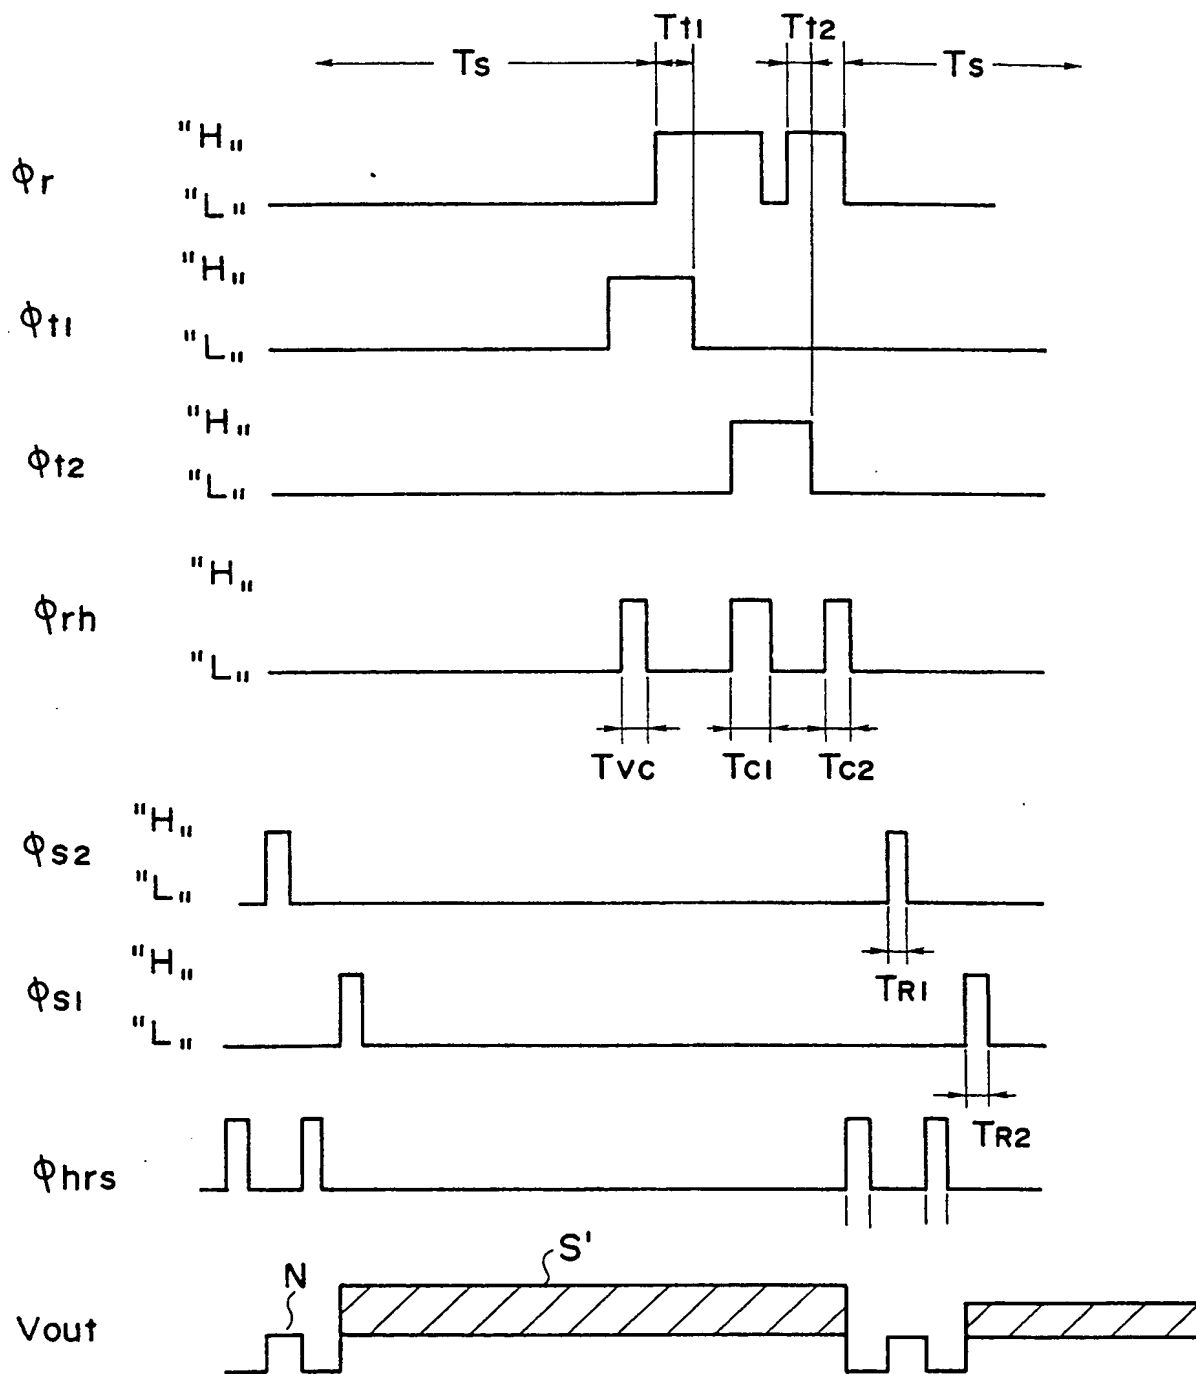 Tt1 Tt2
Ts Ts
φr "H" "L"
φt1 "H" "L"
φt2 "H" "L"
φrh "H" "L"
Tvc Tc1 Tc2
φs2 "H" "L"
TR1
φs1 "H" "L"
TR2
φhrs
N S'
Vout